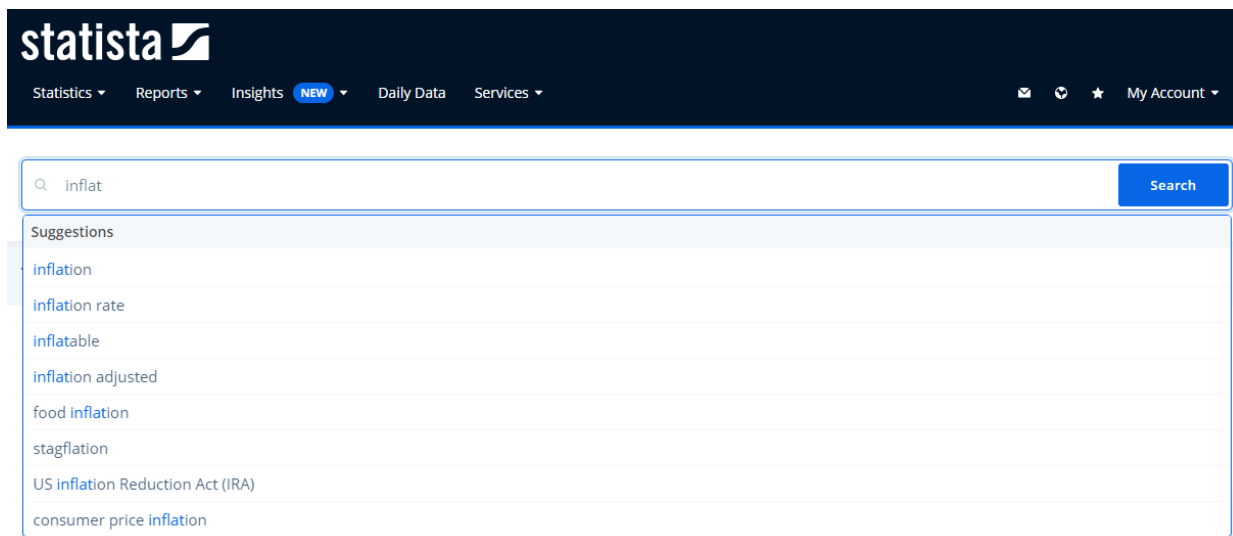 statista
Statistics Reports Insights NEW Daily Data Services My Account
inflat Search
Suggestions
inflation
inflation rate
inflatable
inflation adjusted
food inflation
stagflation
US inflation Reduction Act (IRA)
consumer price inflation